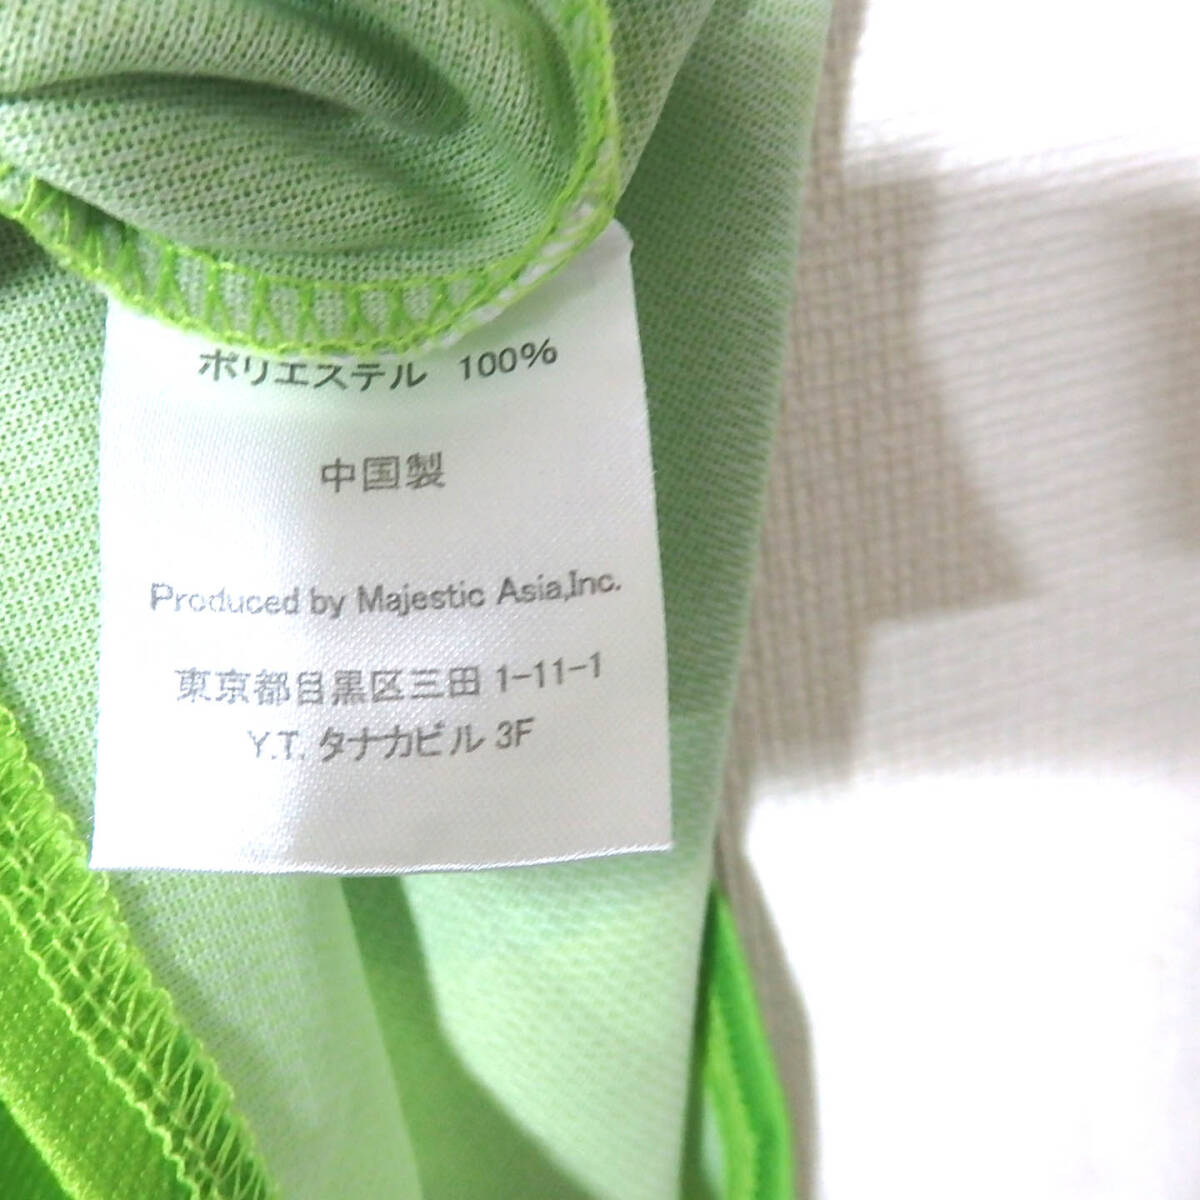 ポリエステル 100%
中国製
Produced by Majestic Asia,Inc.
東京都目黒区三田 1-11-1
Y.T. タナカビル 3F